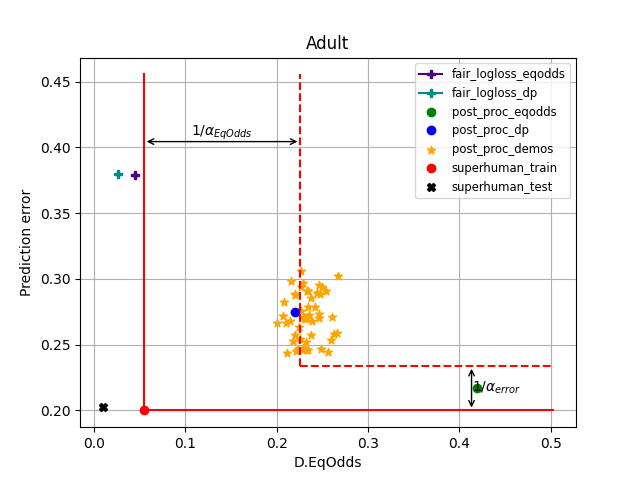 Adult
fair_logloss_eqodds
fair_logloss_dp
post_proc_eqodds
post_proc_dp
post_proc_demos
superhuman_train
superhuman_test
1/α_EqOdds
1/α_error
Prediction error
0.45
0.40
0.35
0.30
0.25
0.20
0.0 0.1 0.2 0.3 0.4 0.5
D.EqOdds